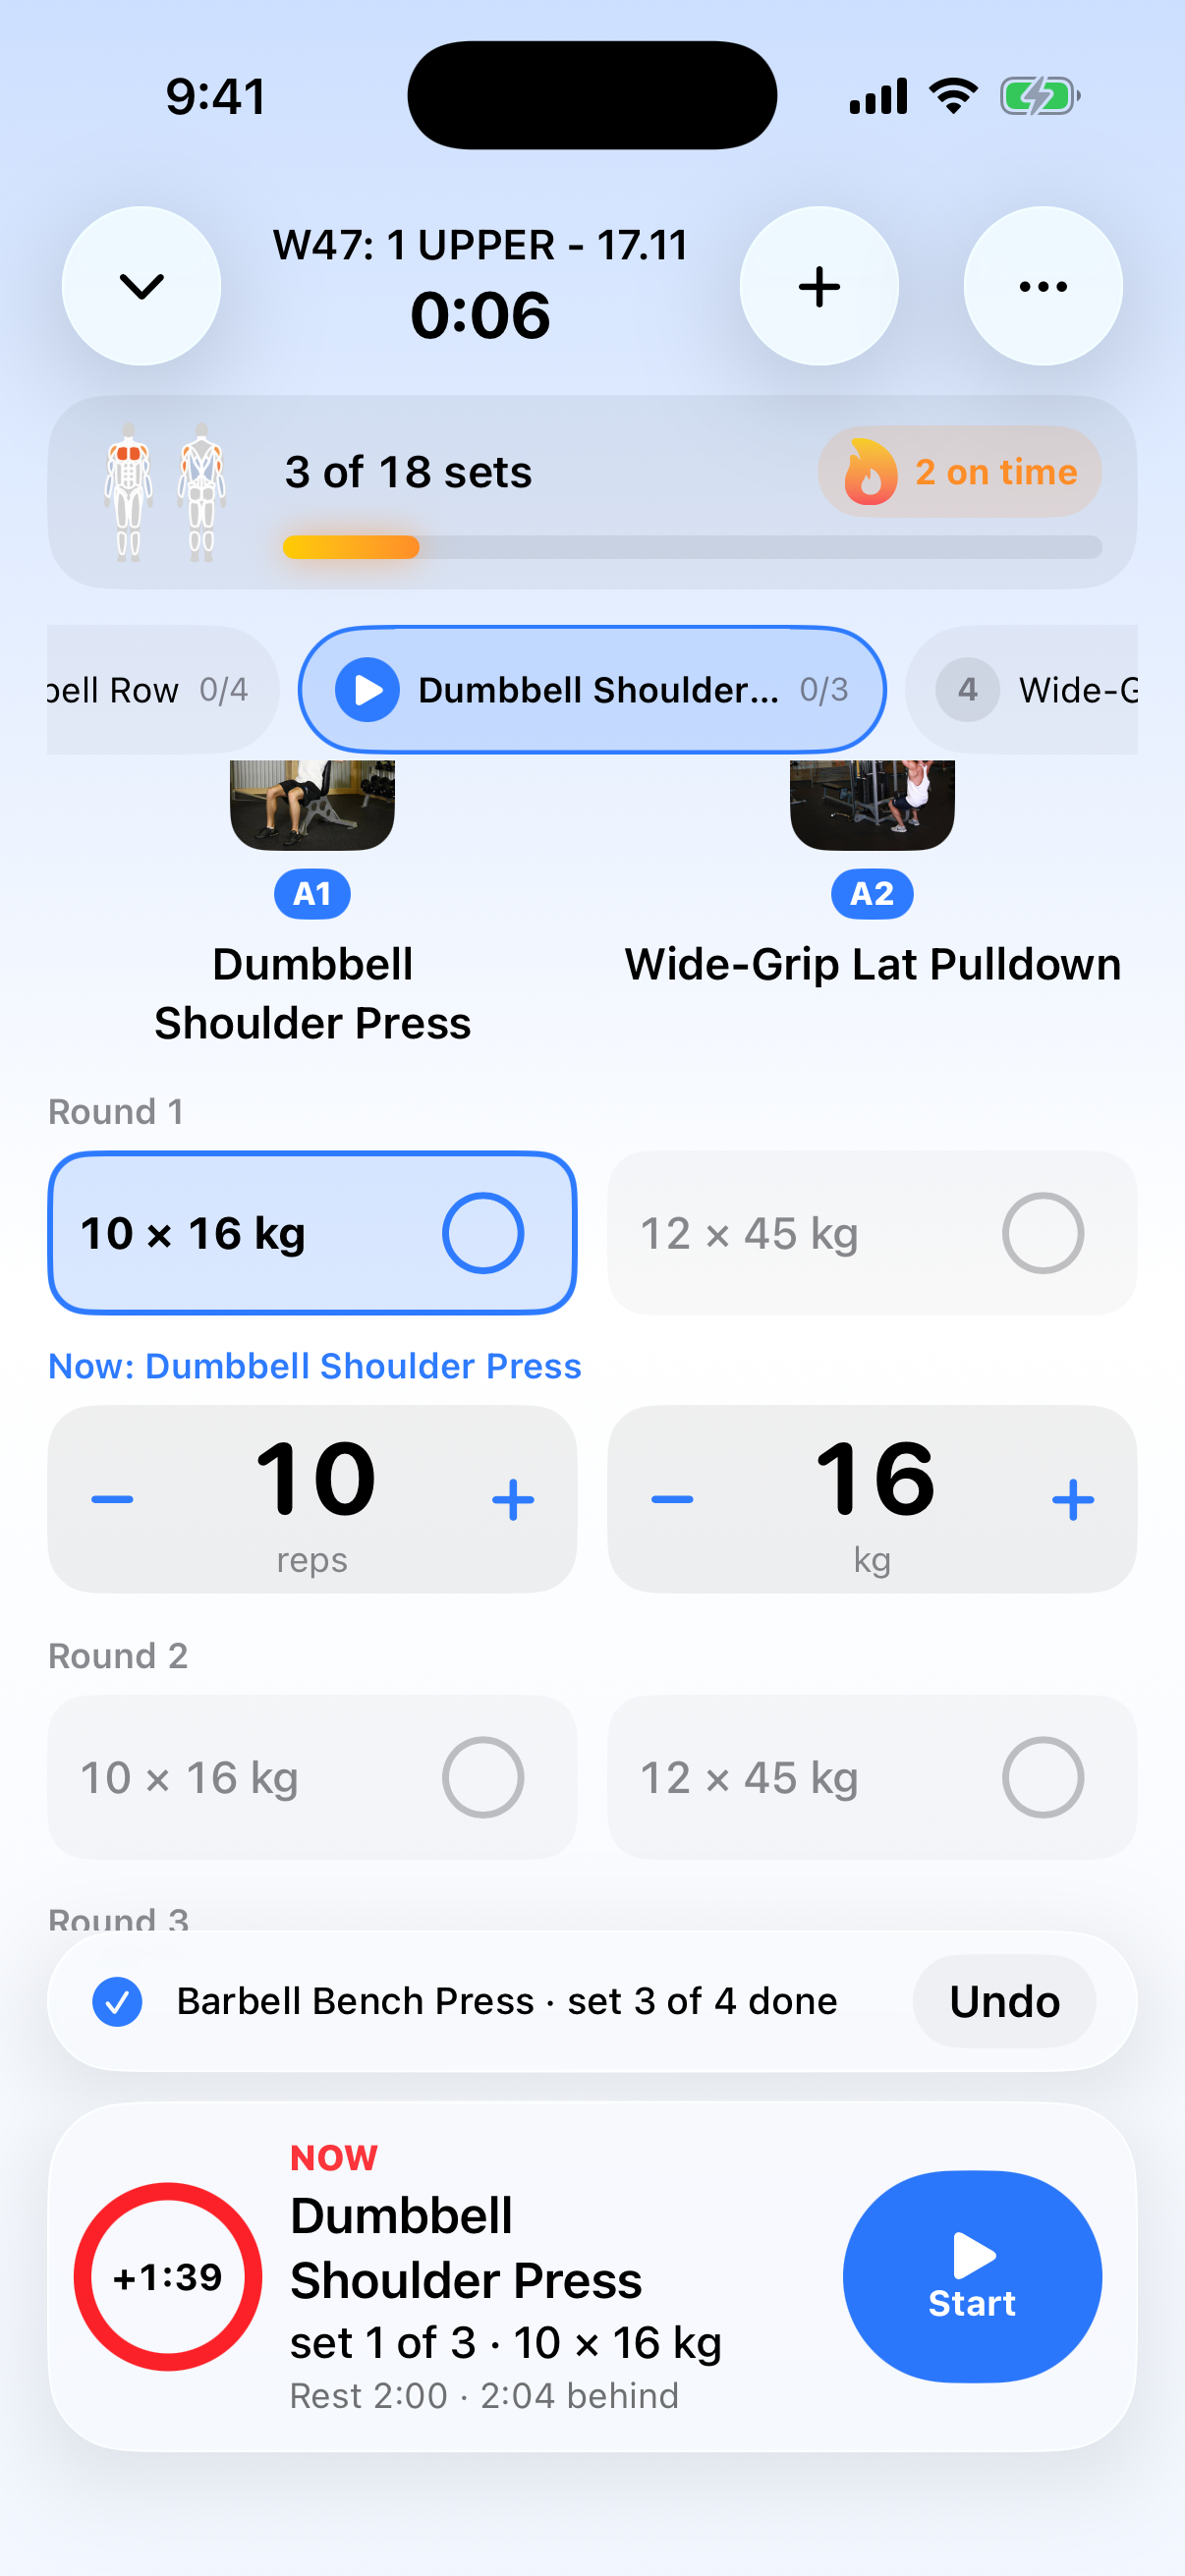 9:41
W47: 1 UPPER - 17.11
0:06
3 of 18 sets
2 on time
Row 0/4
Dumbbell Shoulder... 0/3
4
A1
A2
Dumbbell
Shoulder Press
Wide-Grip Lat Pulldown
Round 1
10 × 16 kg
12 × 45 kg
Now: Dumbbell Shoulder Press
− 10 +
reps
− 16 +
kg
Round 2
10 × 16 kg
12 × 45 kg
Round 3
Barbell Bench Press · set 3 of 4 done
Undo
NOW
Dumbbell
Shoulder Press
set 1 of 3 · 10 × 16 kg
Rest 2:00 · 2:04 behind
+1:39
Start